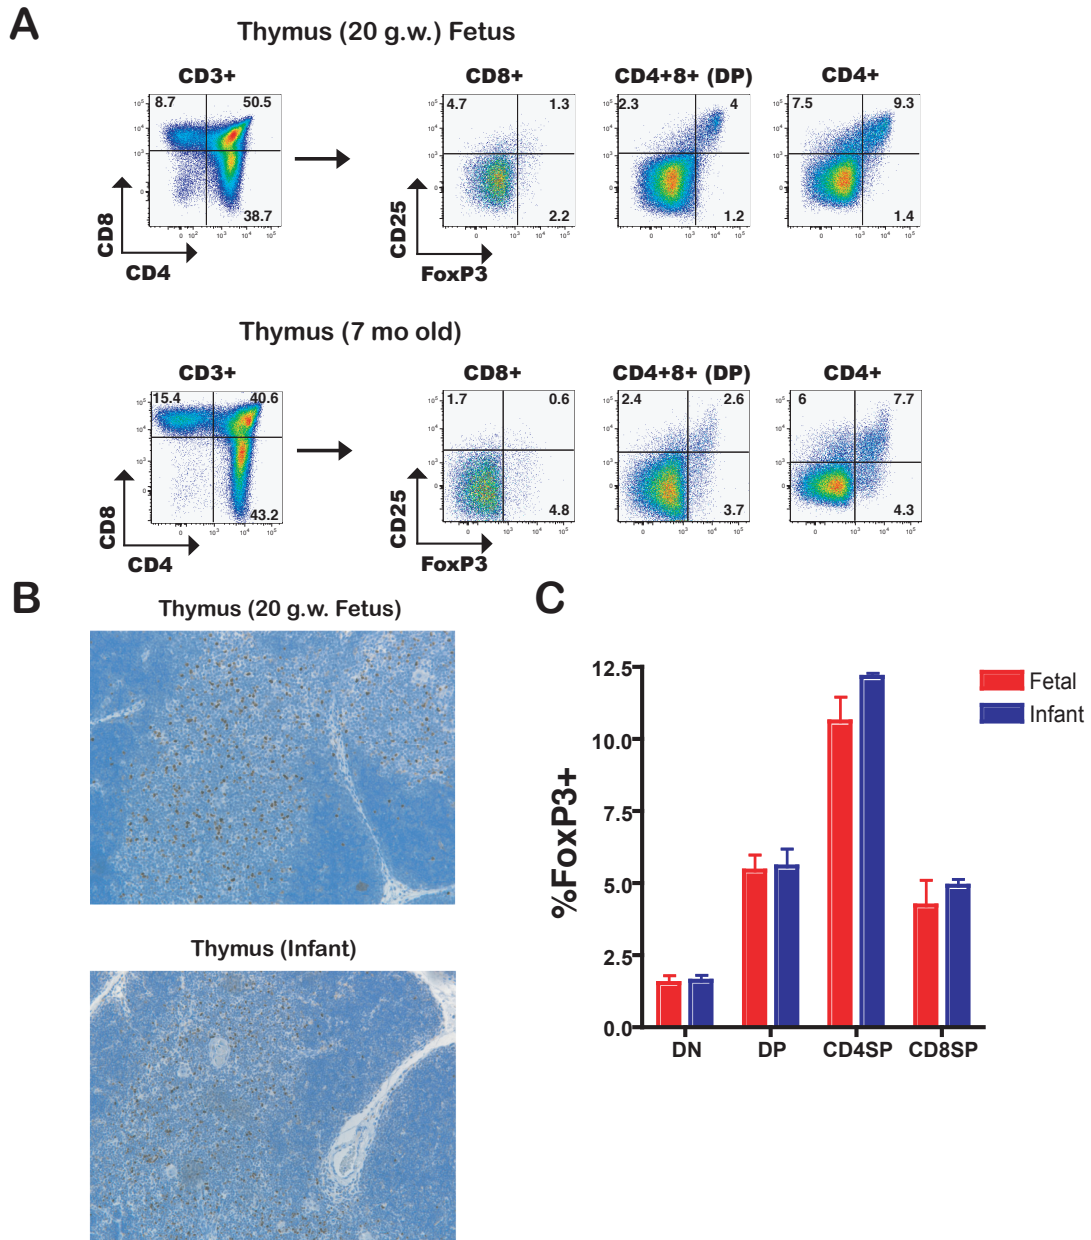 A
Thymus (20 g.w.) Fetus
CD3+
CD8+
CD4+8+ (DP)
CD4+
8.7
50.5
38.7
4.7
1.3
2.2
2.3
4
1.2
7.5
9.3
1.4
CD8
CD4
CD25
FoxP3
Thymus (7 mo old)
CD3+
CD8+
CD4+8+ (DP)
CD4+
15.4
40.6
43.2
1.7
0.6
4.8
2.4
2.6
3.7
6
7.7
4.3
CD8
CD4
CD25
FoxP3
B
Thymus (20 g.w. Fetus)
Thymus (Infant)
C
%FoxP3+
12.5
10.0
7.5
5.0
2.5
0.0
DN
DP
CD4SP
CD8SP
Fetal
Infant